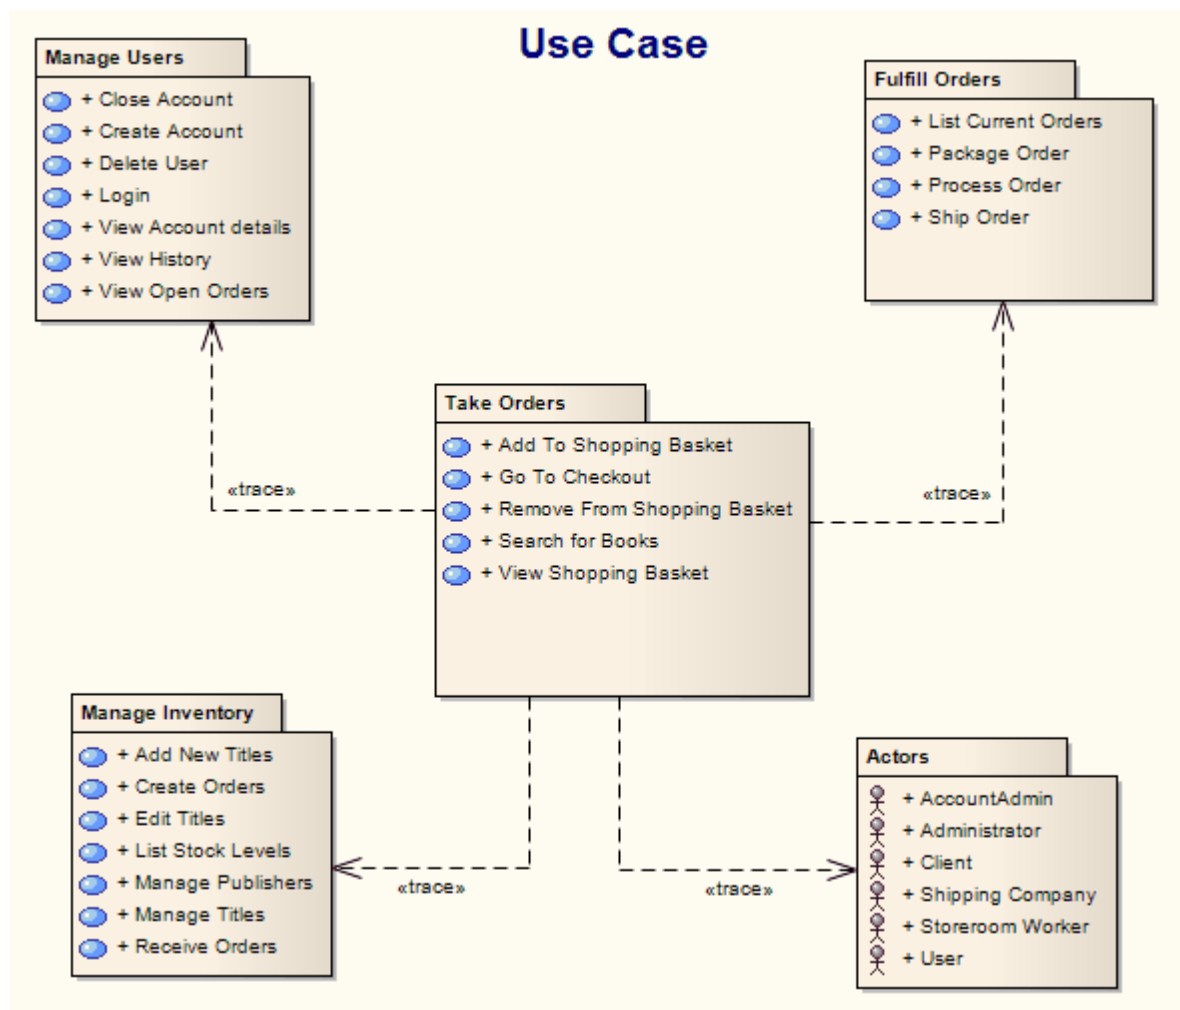 Use Case
Manage Users
+ Close Account
+ Create Account
+ Delete User
+ Login
+ View Account details
+ View History
+ View Open Orders
Fulfill Orders
+ List Current Orders
+ Package Order
+ Process Order
+ Ship Order
Take Orders
+ Add To Shopping Basket
+ Go To Checkout
+ Remove From Shopping Basket
+ Search for Books
+ View Shopping Basket
«trace»
«trace»
Manage Inventory
+ Add New Titles
+ Create Orders
+ Edit Titles
+ List Stock Levels
+ Manage Publishers
+ Manage Titles
+ Receive Orders
«trace»
«trace»
Actors
+ AccountAdmin
+ Administrator
+ Client
+ Shipping Company
+ Storeroom Worker
+ User